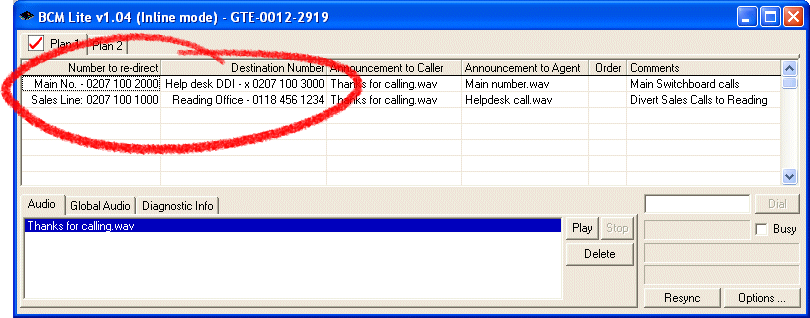 BCM Lite v1.04 (Inline mode) - GTE-0012-2919
Plan 1 Plan 2
Number to re-direct Destination Number Announcement to Caller Announcement to Agent Order Comments
Main No. - 0207 100 2000 Help desk DDI - x 0207 100 3000 Thanks for calling.wav Main number.wav Main Switchboard calls
Sales Line: 0207 100 1000 Reading Office - 0118 456 1234 Thanks for calling.wav Helpdesk call.wav Divert Sales Calls to Reading
Audio Global Audio Diagnostic Info Dial
Thanks for calling.wav Play Stop Busy
Delete
Resync Options ...